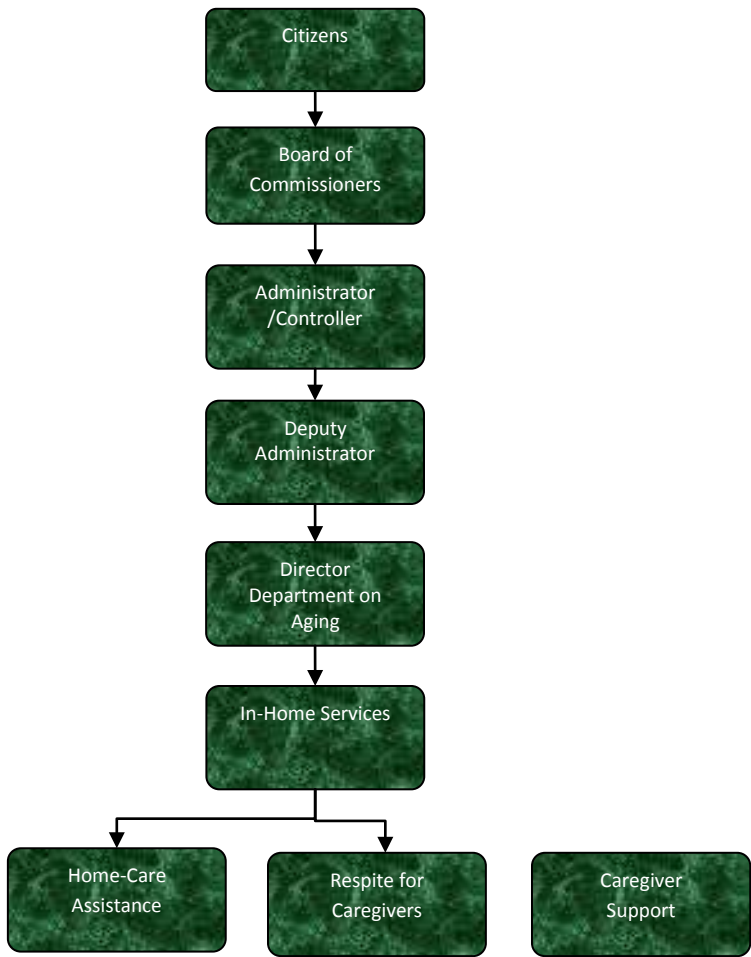 Citizens
Board of
Commissioners
Administrator
/Controller
Deputy
Administrator
Director
Department on
Aging
In-Home Services
Home-Care
Assistance
Respite for
Caregivers
Caregiver
Support